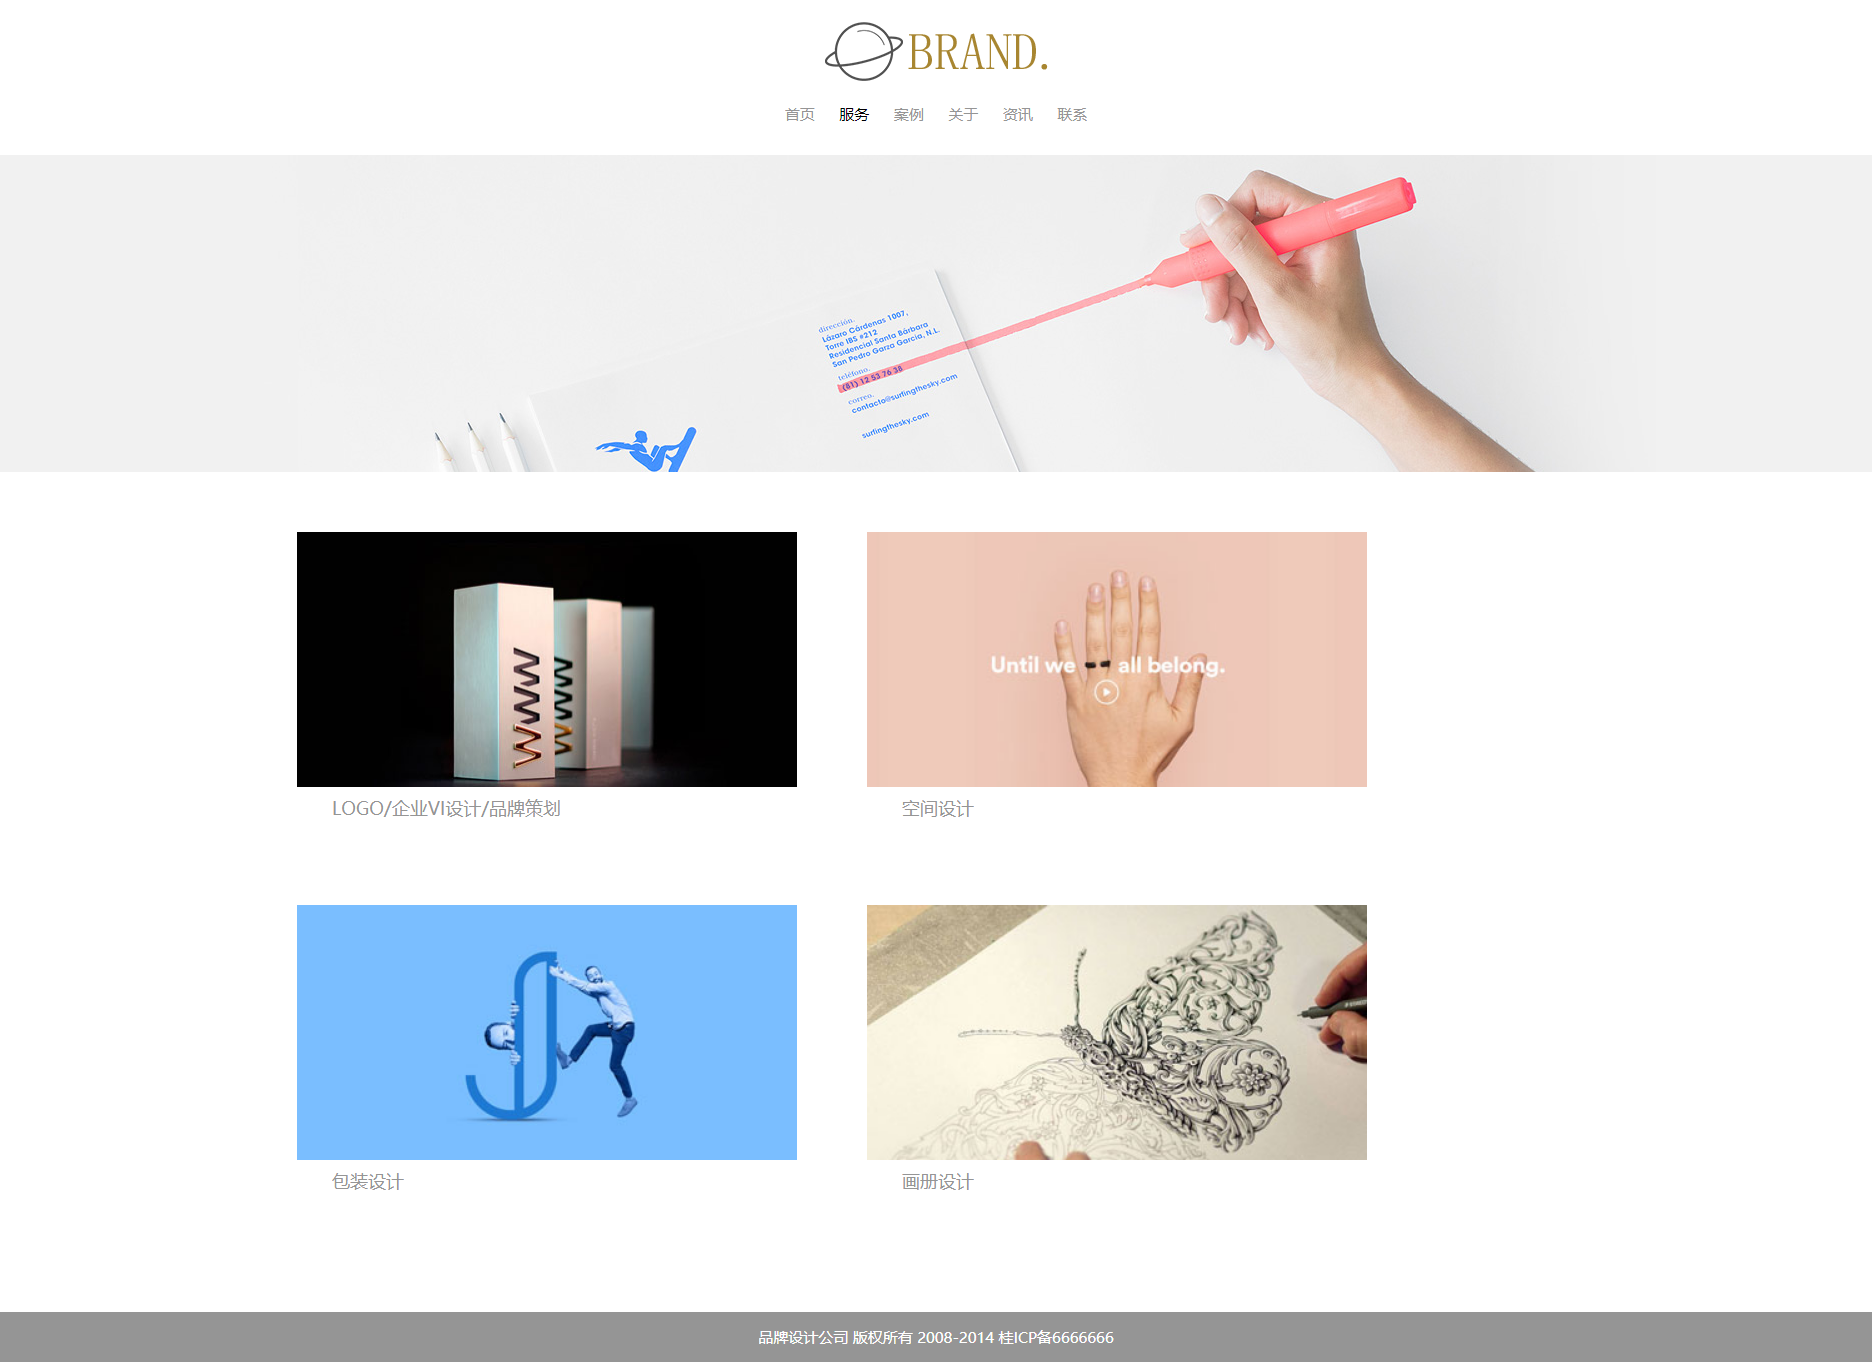 BRAND.
首页 服务 案例 关于 资讯 联系
dirección.
Lázaro Cárdenas 1007,
Torre IBS #212
Residencial Santa Bárbara
San Pedro Garza García, N.L.
teléfono.
(81) 12 53 76 38
correo.
contacto@surfingthesky.com
surfingthesky.com
WWW
WWW
LOGO/企业VI设计/品牌策划
Until we all belong.
空间设计
包装设计
画册设计
品牌设计公司 版权所有 2008-2014 桂ICP备6666666